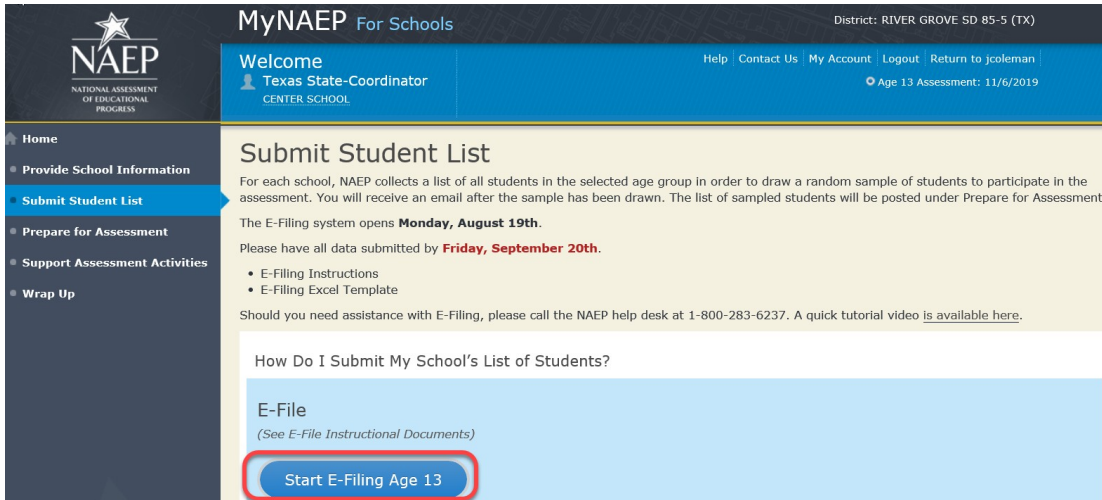 MyNAEP For Schools
District: RIVER GROVE SD 85-5 (TX)
NAEP
NATIONAL ASSESSMENT
OF EDUCATIONAL
PROGRESS
Welcome
Texas State-Coordinator
CENTER SCHOOL
Help | Contact Us | My Account | Logout | Return to jcoleman
Age 13 Assessment: 11/6/2019
Home
Provide School Information
Submit Student List
Prepare for Assessment
Support Assessment Activities
Wrap Up
Submit Student List
For each school, NAEP collects a list of all students in the selected age group in order to draw a random sample of students to participate in the
assessment. You will receive an email after the sample has been drawn. The list of sampled students will be posted under Prepare for Assessment
The E-Filing system opens Monday, August 19th.
Please have all data submitted by Friday, September 20th.
• E-Filing Instructions
• E-Filing Excel Template
Should you need assistance with E-Filing, please call the NAEP help desk at 1-800-283-6237. A quick tutorial video is available here.
How Do I Submit My School's List of Students?
E-File
(See E-File Instructional Documents)
Start E-Filing Age 13